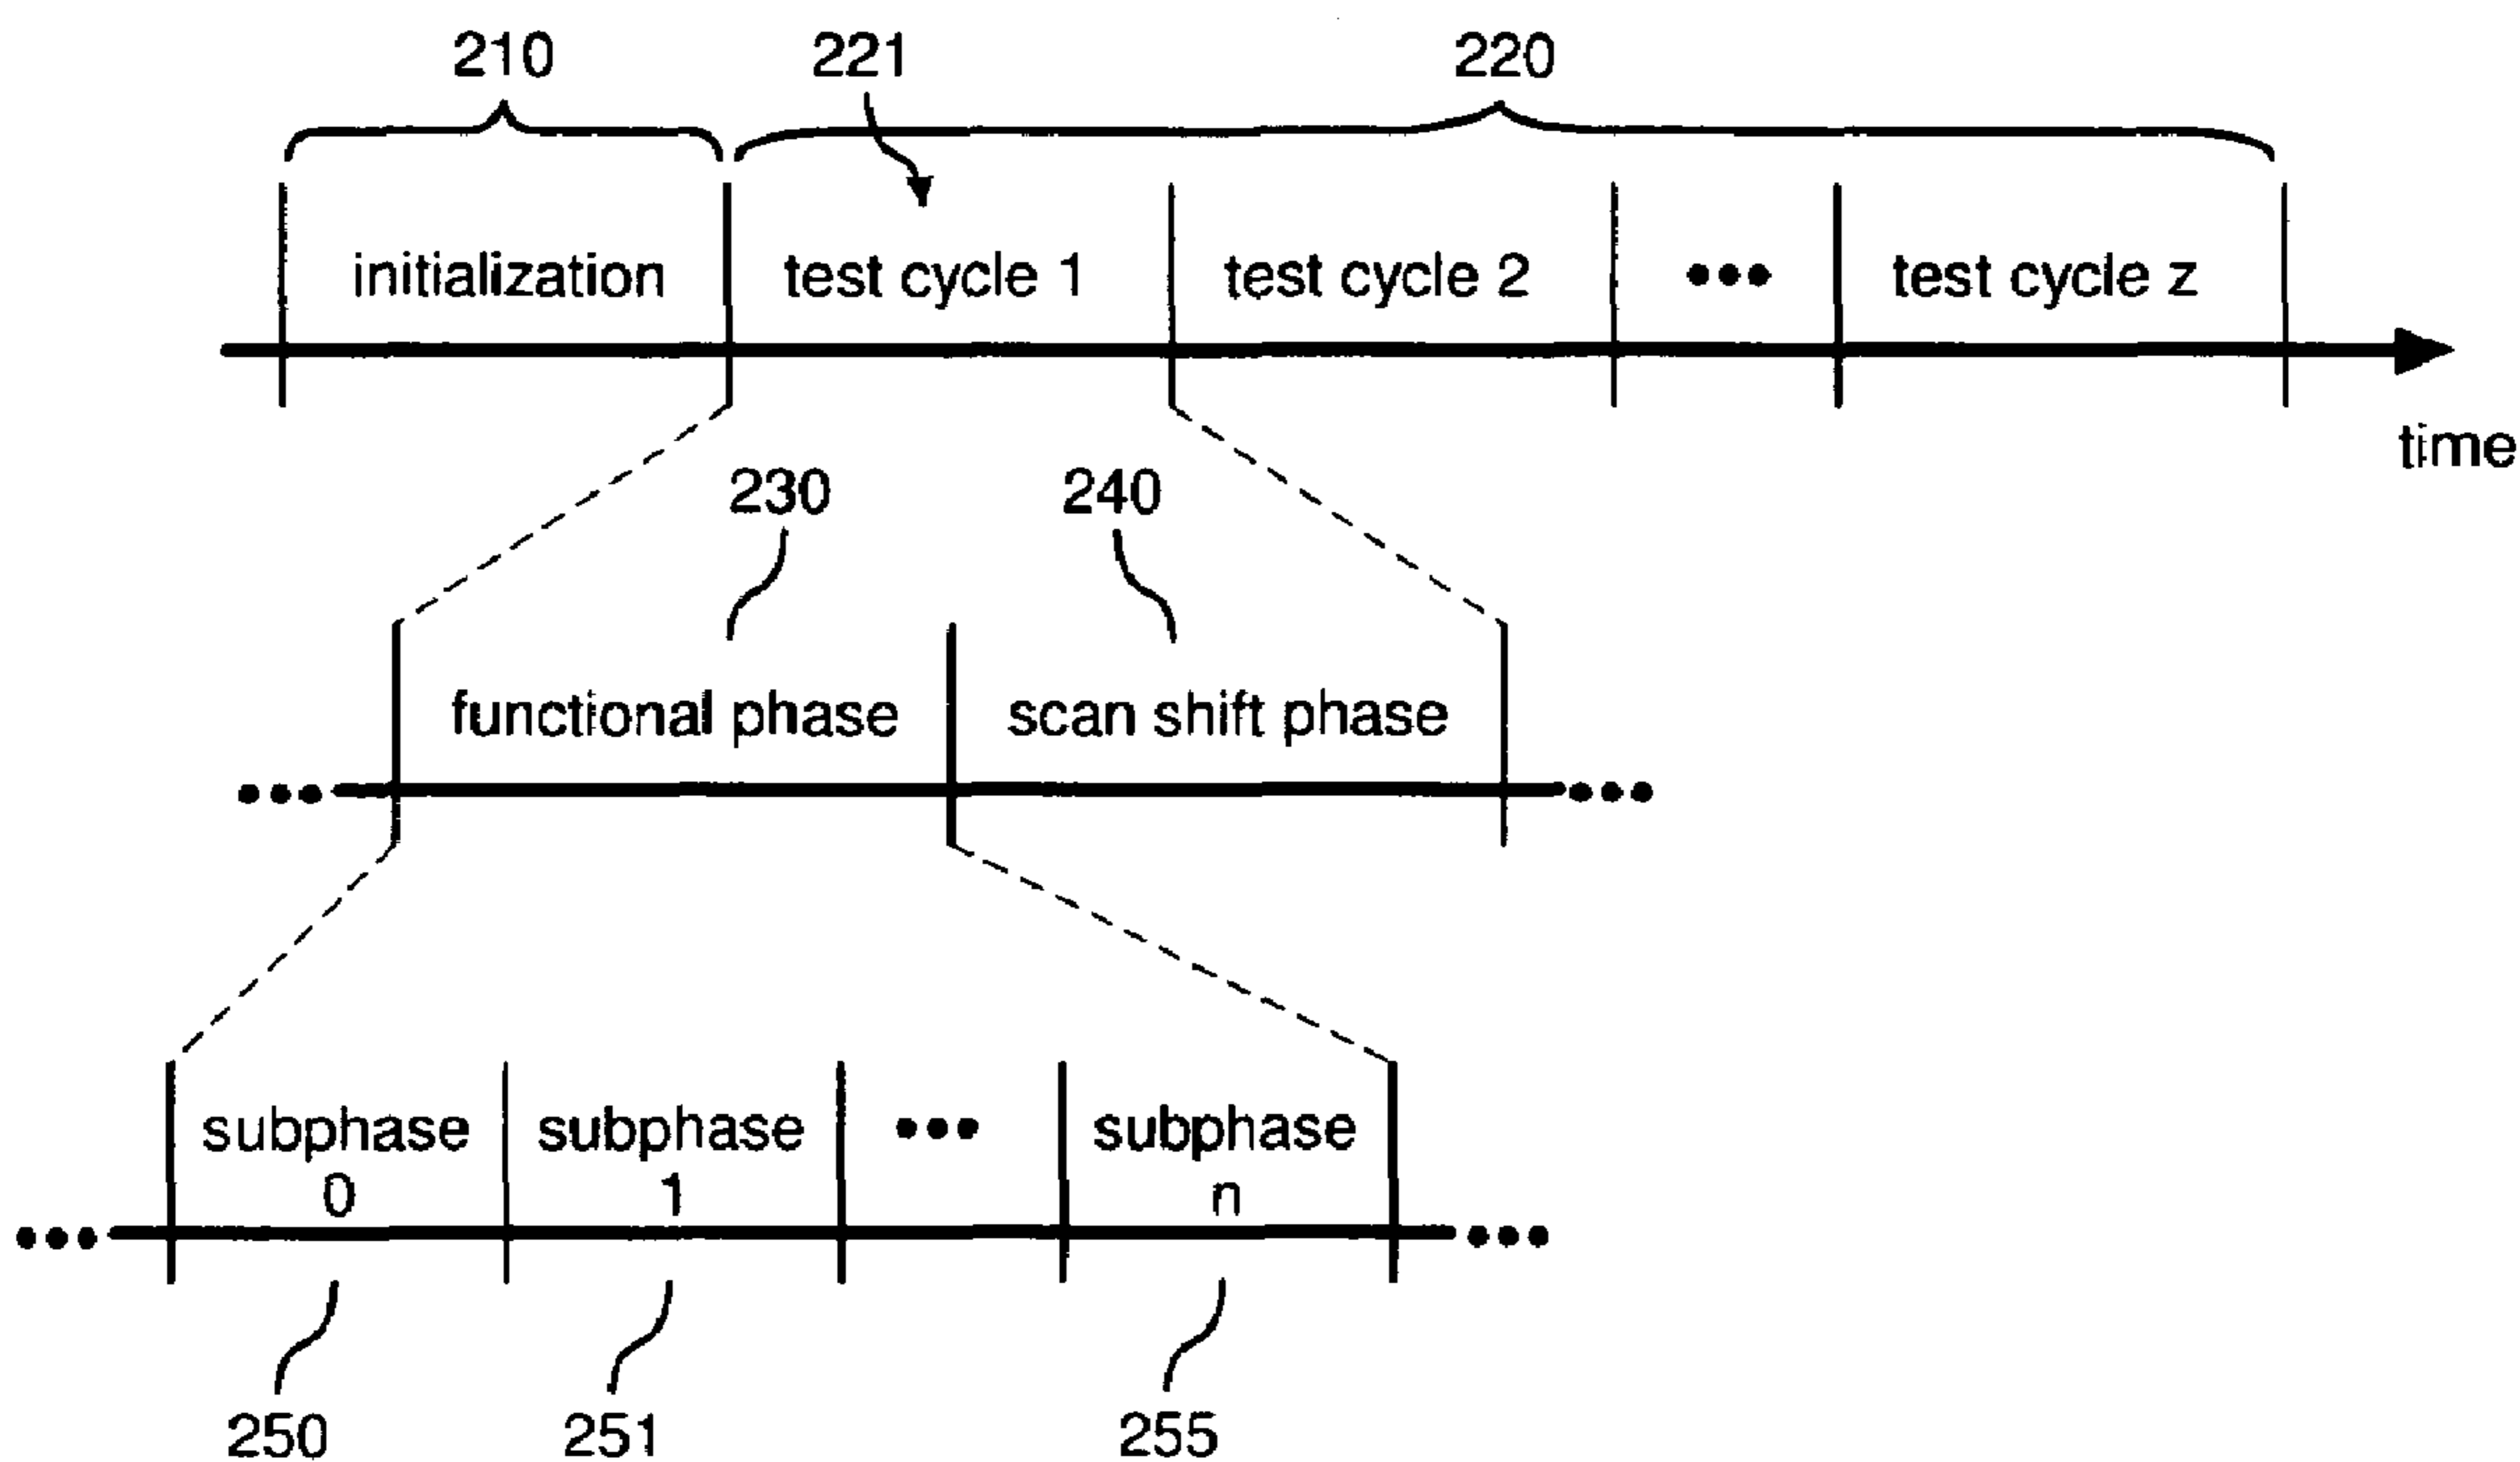 210 221 220
initialization test cycle 1 test cycle 2 ••• test cycle z
time
230 240
functional phase scan shift phase
••• •••
subphase subphase ••• subphase
0 1 n
••• •••
250 251 255